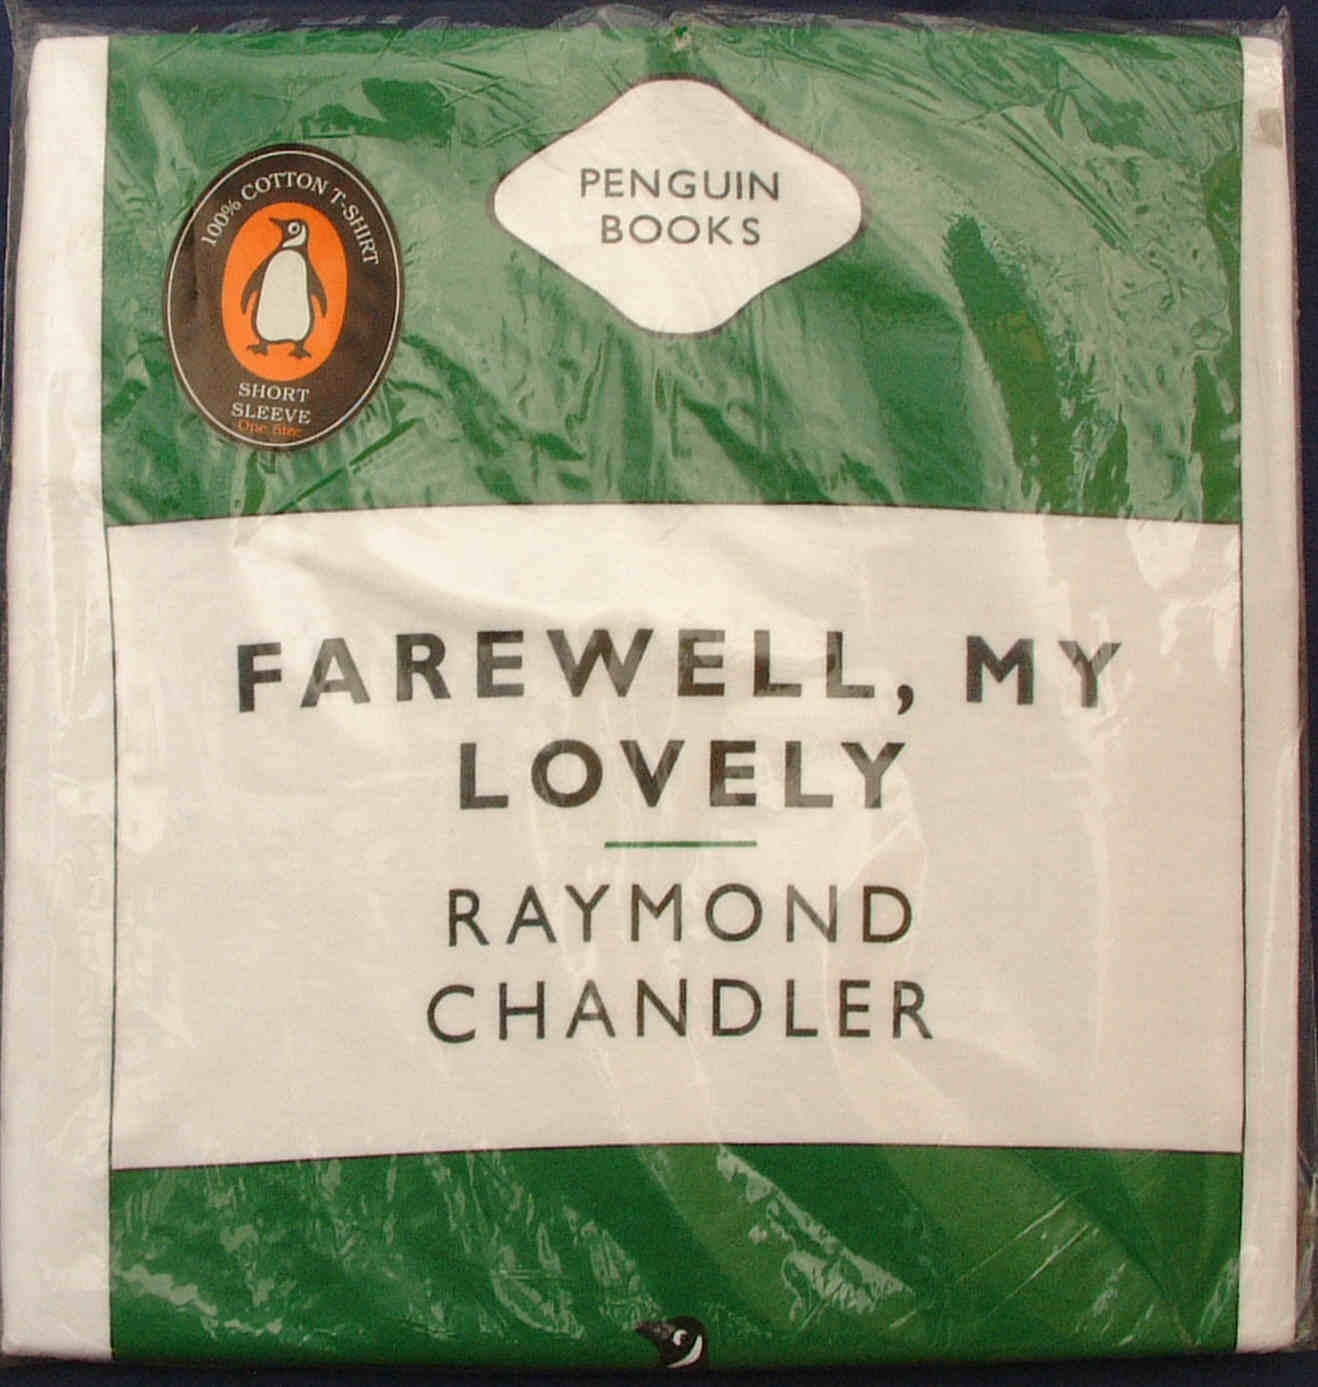 PENGUIN
BOOKS
100% COTTON T-SHIRT
SHORT
SLEEVE
One Size
FAREWELL, MY
LOVELY
RAYMOND
CHANDLER